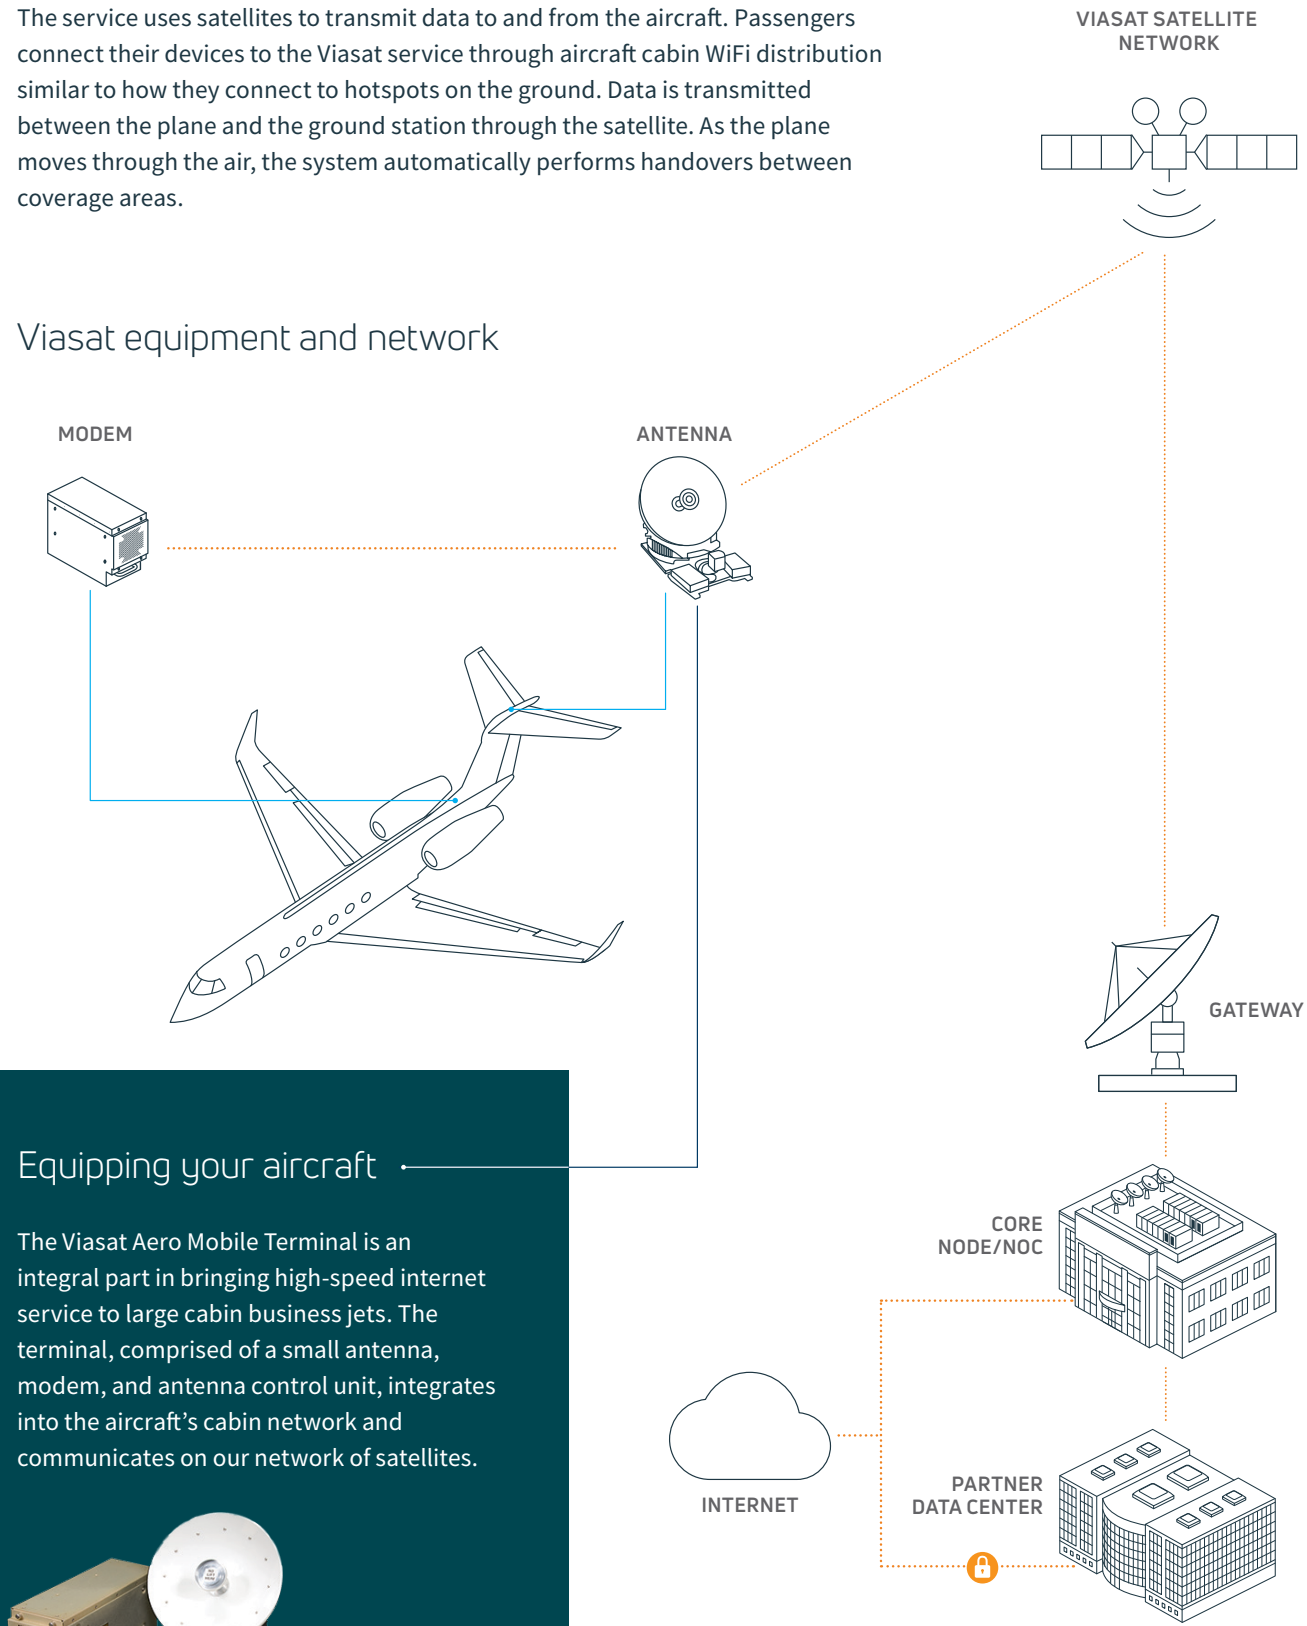 The service uses satellites to transmit data to and from the aircraft. Passengers
connect their devices to the Viasat service through aircraft cabin WiFi distribution
similar to how they connect to hotspots on the ground. Data is transmitted
between the plane and the ground station through the satellite. As the plane
moves through the air, the system automatically performs handovers between
coverage areas.
VIASAT SATELLITE
NETWORK
Viasat equipment and network
MODEM
ANTENNA
GATEWAY
Equipping your aircraft
The Viasat Aero Mobile Terminal is an
integral part in bringing high-speed internet
service to large cabin business jets. The
terminal, comprised of a small antenna,
modem, and antenna control unit, integrates
into the aircraft’s cabin network and
communicates on our network of satellites.
CORE
NODE/NOC
INTERNET
PARTNER
DATA CENTER